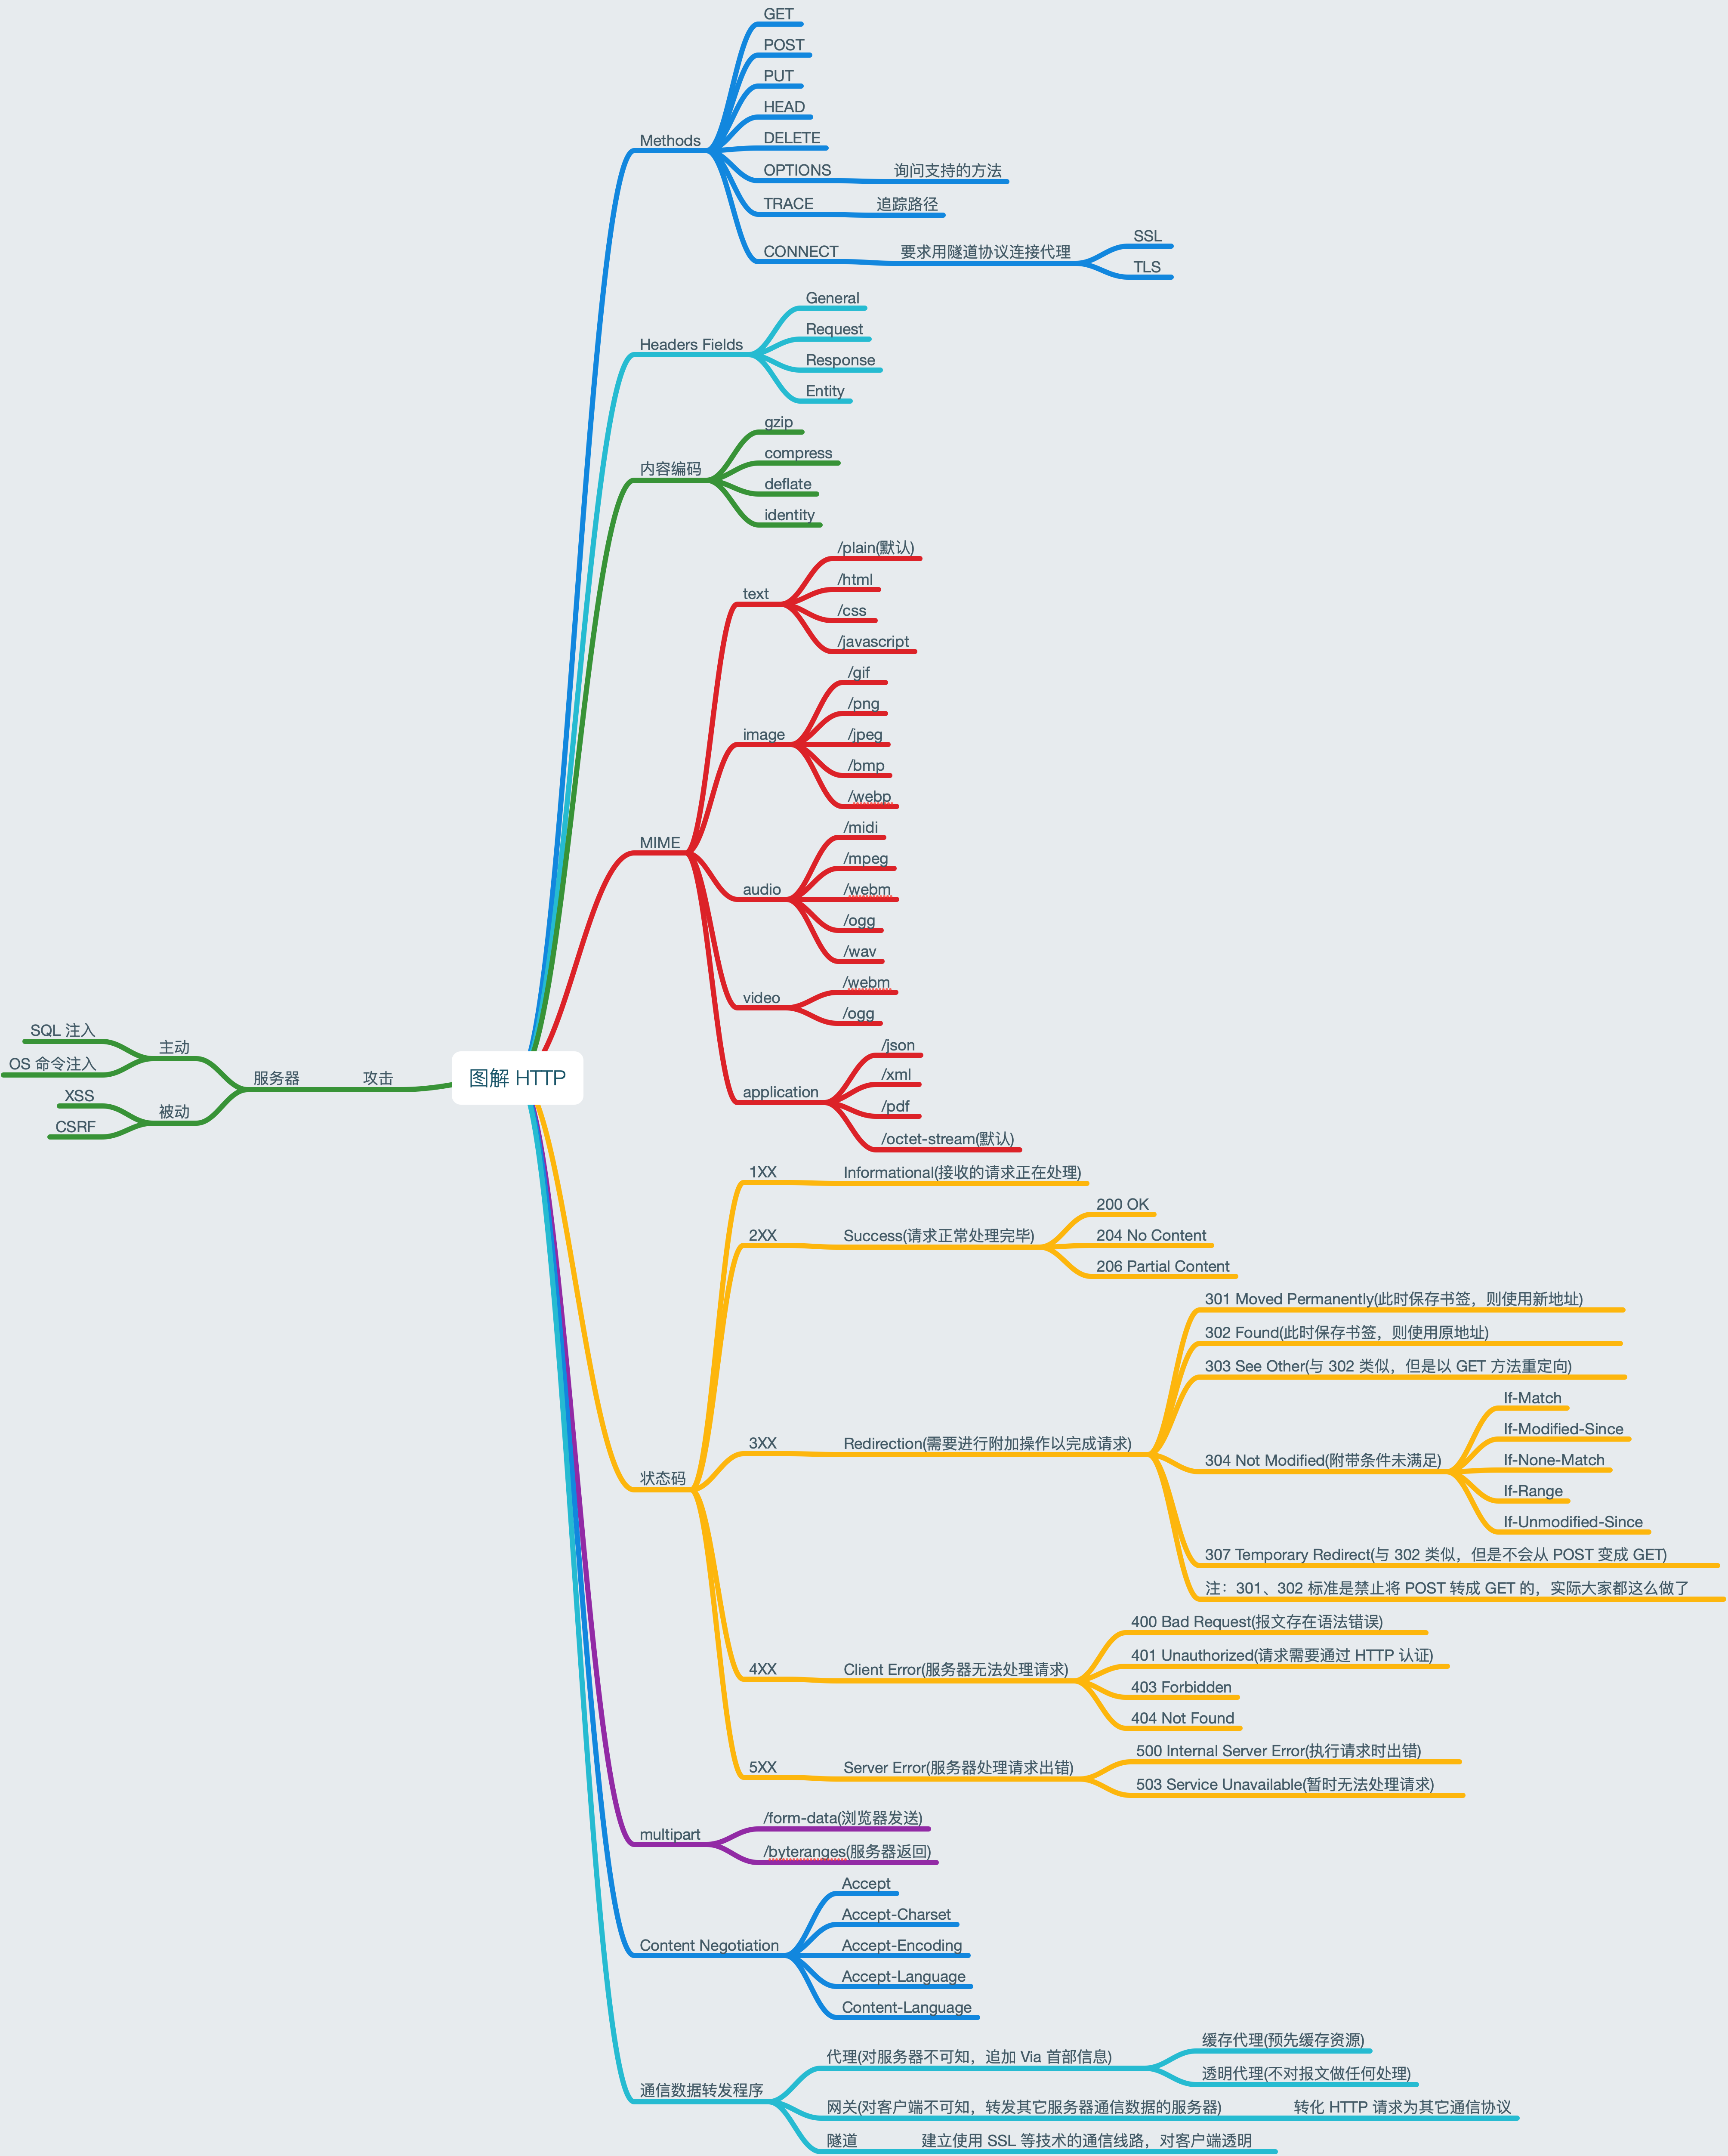 图解 HTTP
Methods
GET
POST
PUT
HEAD
DELETE
OPTIONS
询问支持的方法
TRACE
追踪路径
CONNECT
要求用隧道协议连接代理
SSL
TLS
Headers Fields
General
Request
Response
Entity
内容编码
gzip
compress
deflate
identity
MIME
text
/plain(默认)
/html
/css
/javascript
image
/gif
/png
/jpeg
/bmp
/webp
audio
/midi
/mpeg
/webm
/ogg
/wav
video
/webm
/ogg
application
/json
/xml
/pdf
/octet-stream(默认)
状态码
1XX
Informational(接收的请求正在处理)
2XX
Success(请求正常处理完毕)
200 OK
204 No Content
206 Partial Content
3XX
Redirection(需要进行附加操作以完成请求)
301 Moved Permanently(此时保存书签，则使用新地址)
302 Found(此时保存书签，则使用原地址)
303 See Other(与 302 类似，但是以 GET 方法重定向)
304 Not Modified(附带条件未满足)
If-Match
If-Modified-Since
If-None-Match
If-Range
If-Unmodified-Since
307 Temporary Redirect(与 302 类似，但是不会从 POST 变成 GET)
注：301、302 标准是禁止将 POST 转成 GET 的，实际大家都这么做了
4XX
Client Error(服务器无法处理请求)
400 Bad Request(报文存在语法错误)
401 Unauthorized(请求需要通过 HTTP 认证)
403 Forbidden
404 Not Found
5XX
Server Error(服务器处理请求出错)
500 Internal Server Error(执行请求时出错)
503 Service Unavailable(暂时无法处理请求)
multipart
/form-data(浏览器发送)
/byteranges(服务器返回)
Content Negotiation
Accept
Accept-Charset
Accept-Encoding
Accept-Language
Content-Language
通信数据转发程序
代理(对服务器不可知，追加 Via 首部信息)
缓存代理(预先缓存资源)
透明代理(不对报文做任何处理)
网关(对客户端不可知，转发其它服务器通信数据的服务器)
转化 HTTP 请求为其它通信协议
隧道
建立使用 SSL 等技术的通信线路，对客户端透明
攻击
服务器
主动
SQL 注入
OS 命令注入
被动
XSS
CSRF